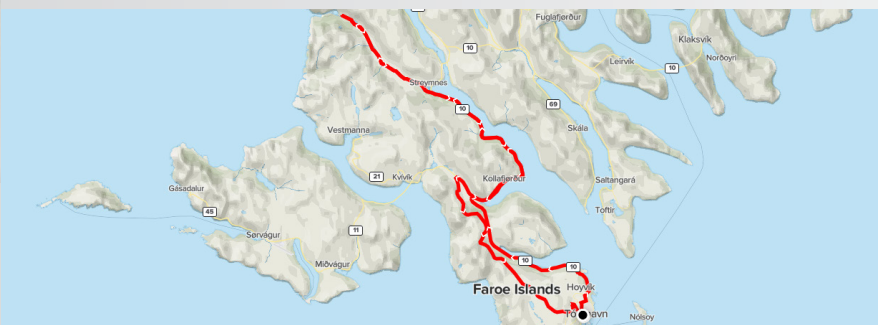 Fuglafjørður
Klaksvík
10
Norðoyri
Leirvík
10
Streymnes
69
10
Skála
Vestmanna
21
Kvívík
Kollafjørður
Saltangará
Gásadalur
45
Toftir
11
Sørvágur
Miðvágur
10
10
Faroe Islands
Hoyvík
Nólsoy